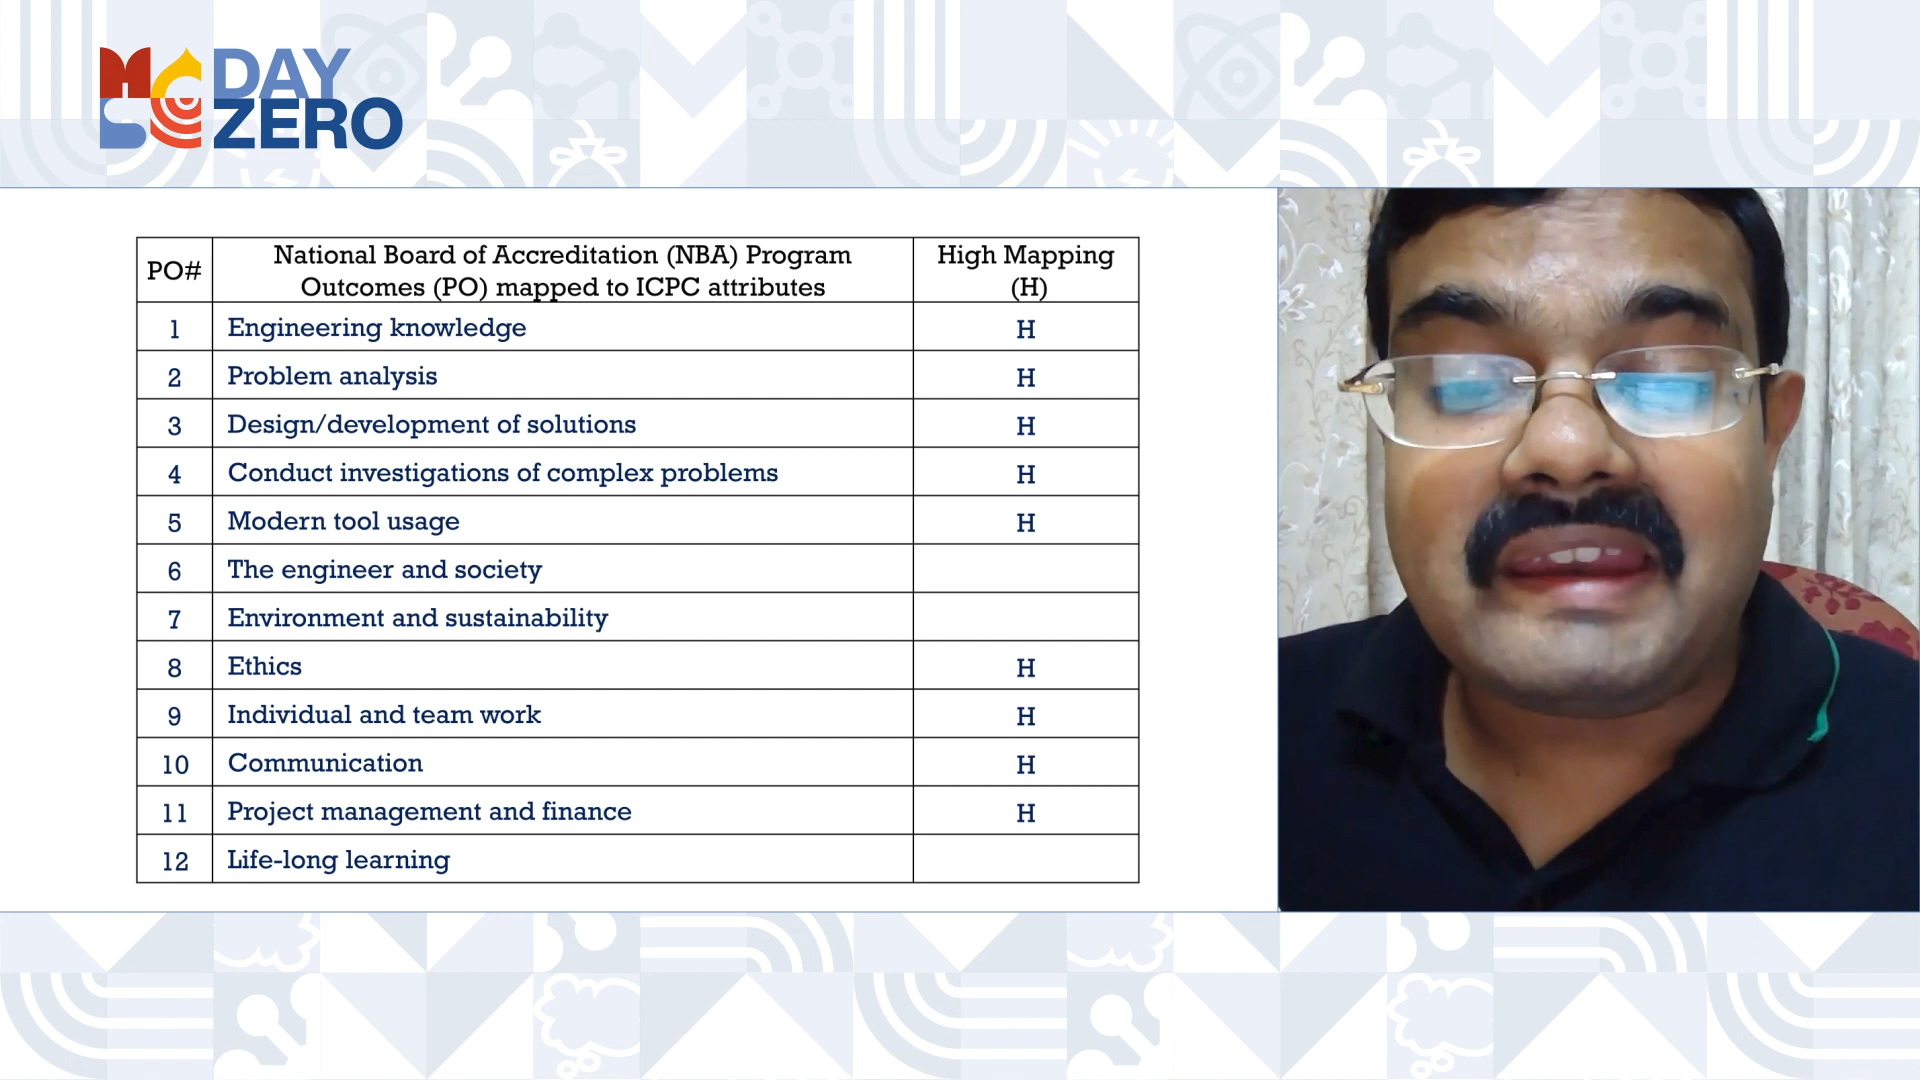 MCSC DAY
ZERO
PO# National Board of Accreditation (NBA) Program Outcomes (PO) mapped to ICPC attributes High Mapping (H)
1 Engineering knowledge H
2 Problem analysis H
3 Design/development of solutions H
4 Conduct investigations of complex problems H
5 Modern tool usage H
6 The engineer and society
7 Environment and sustainability
8 Ethics H
9 Individual and team work H
10 Communication H
11 Project management and finance H
12 Life-long learning